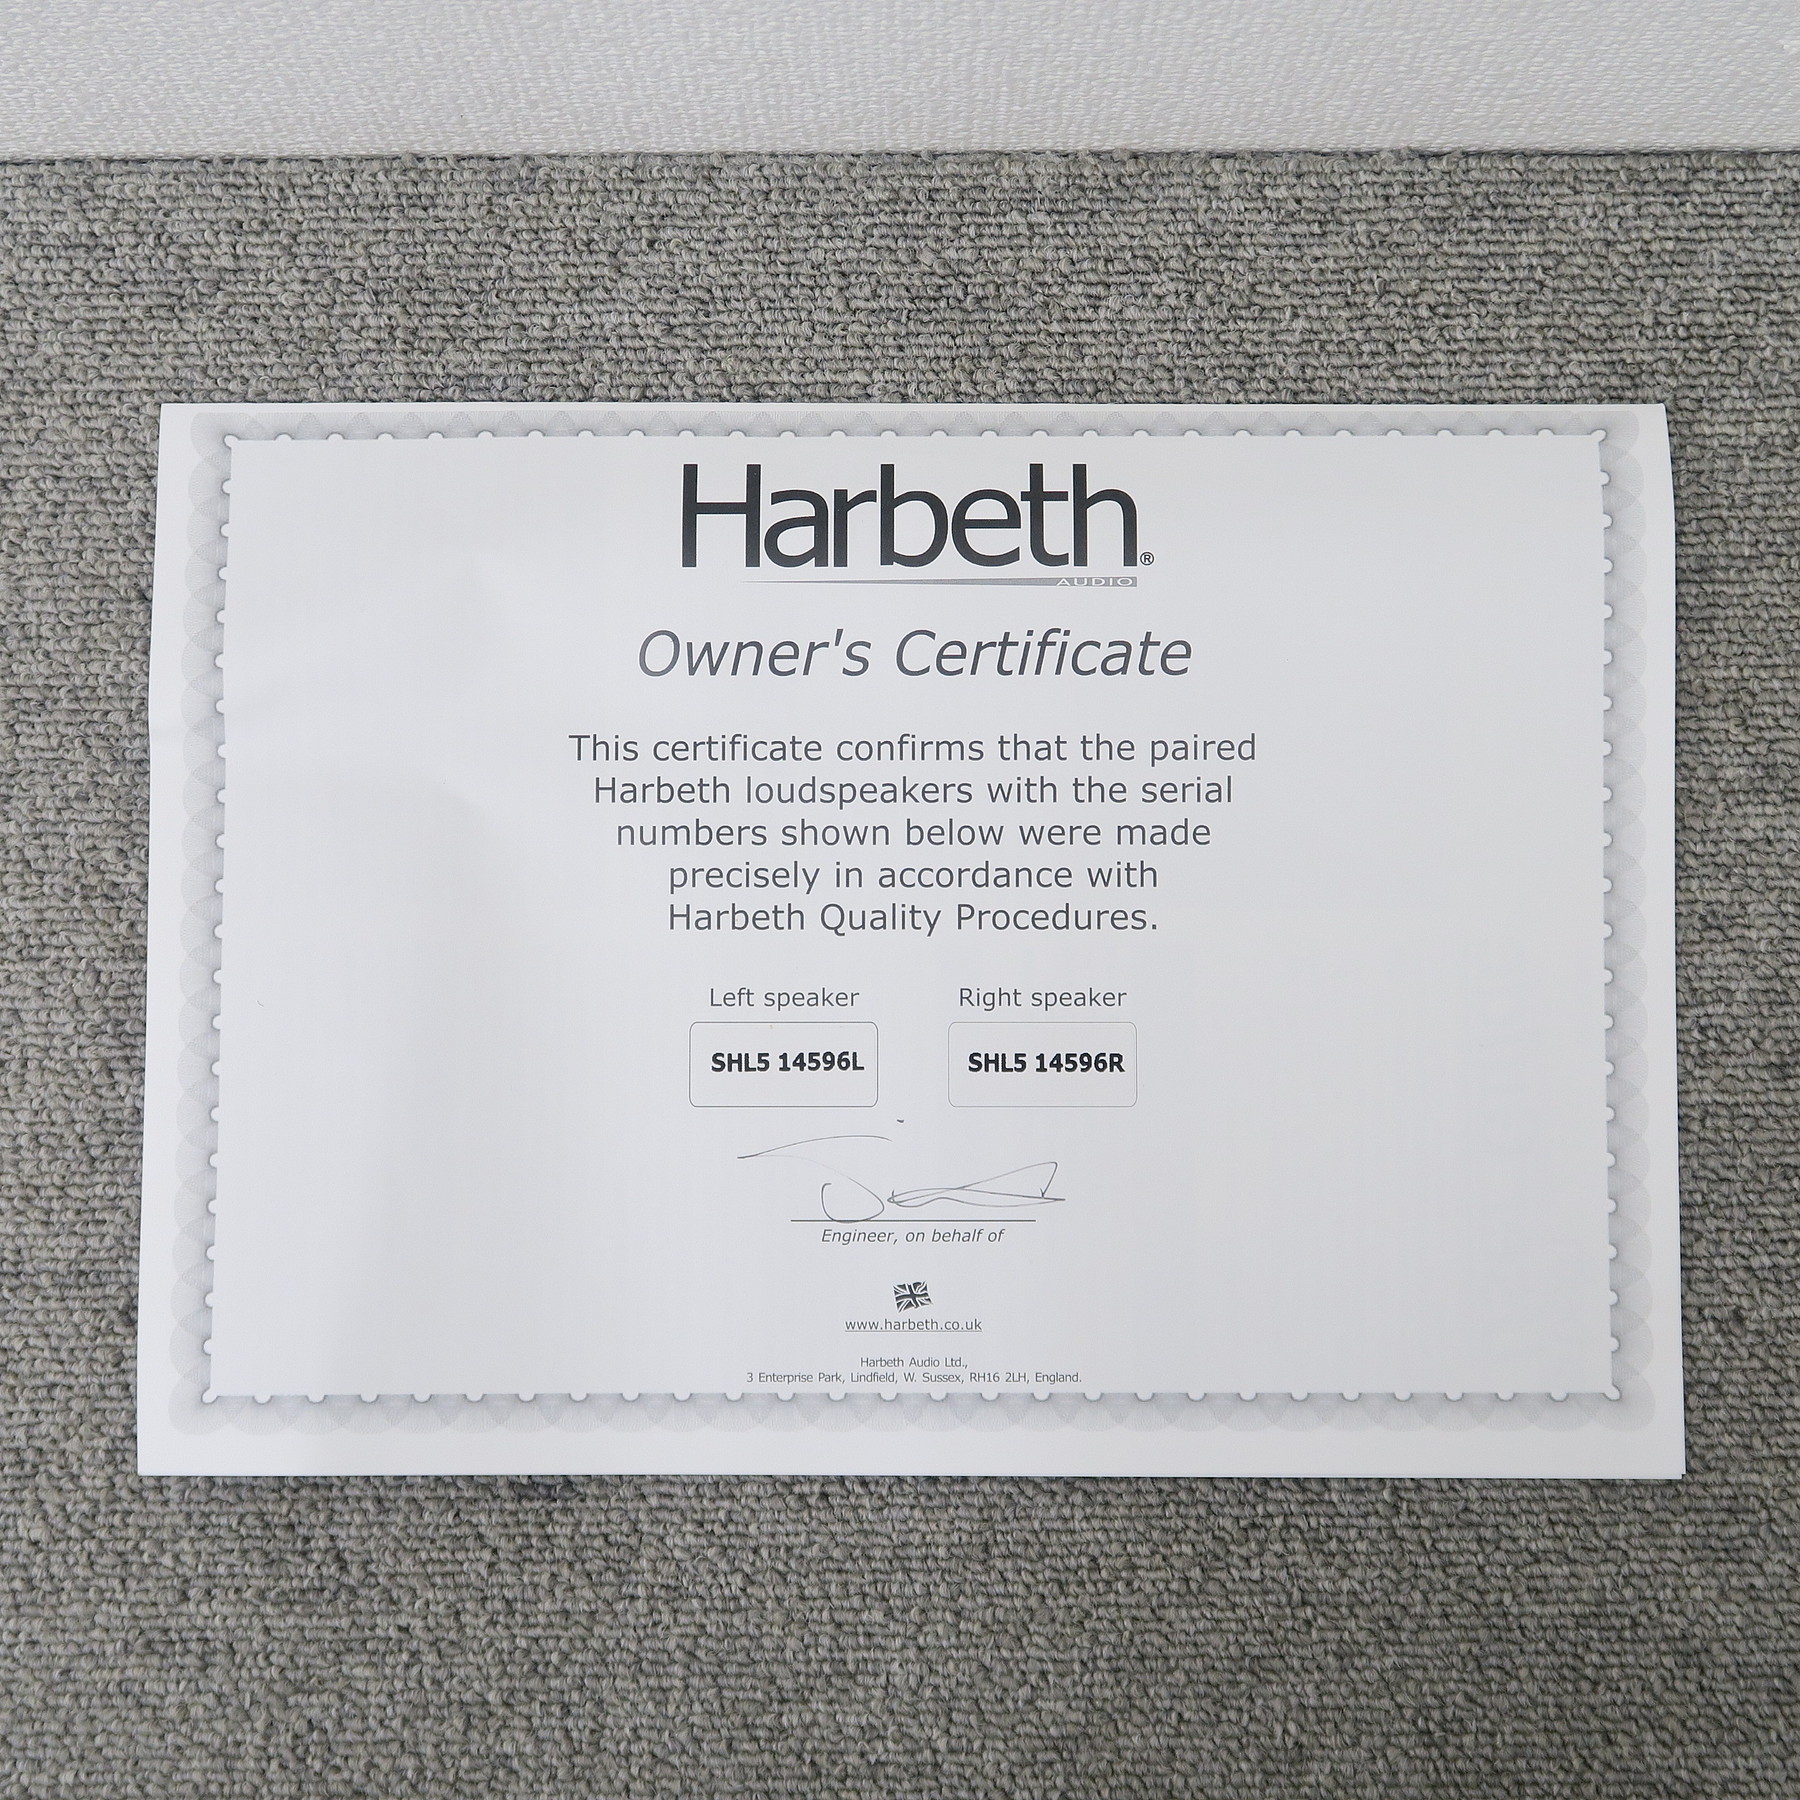 Harbeth®
AUDIO
Owner's Certificate
This certificate confirms that the paired
Harbeth loudspeakers with the serial
numbers shown below were made
precisely in accordance with
Harbeth Quality Procedures.
Left speaker Right speaker
SHL5 14596L SHL5 14596R
Engineer, on behalf of
www.harbeth.co.uk
Harbeth Audio Ltd.,
3 Enterprise Park, Lindfield, W. Sussex, RH16 2LH, England.